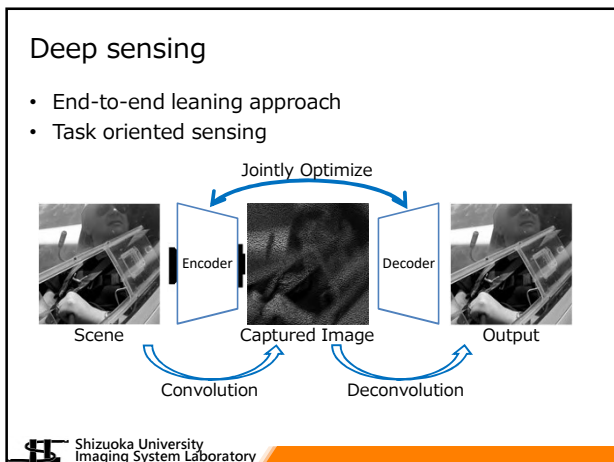 Deep sensing
• End-to-end leaning approach
• Task oriented sensing
Jointly Optimize
Encoder
Decoder
Scene
Captured Image
Output
Convolution
Deconvolution
Shizuoka University
Imaging System Laboratory